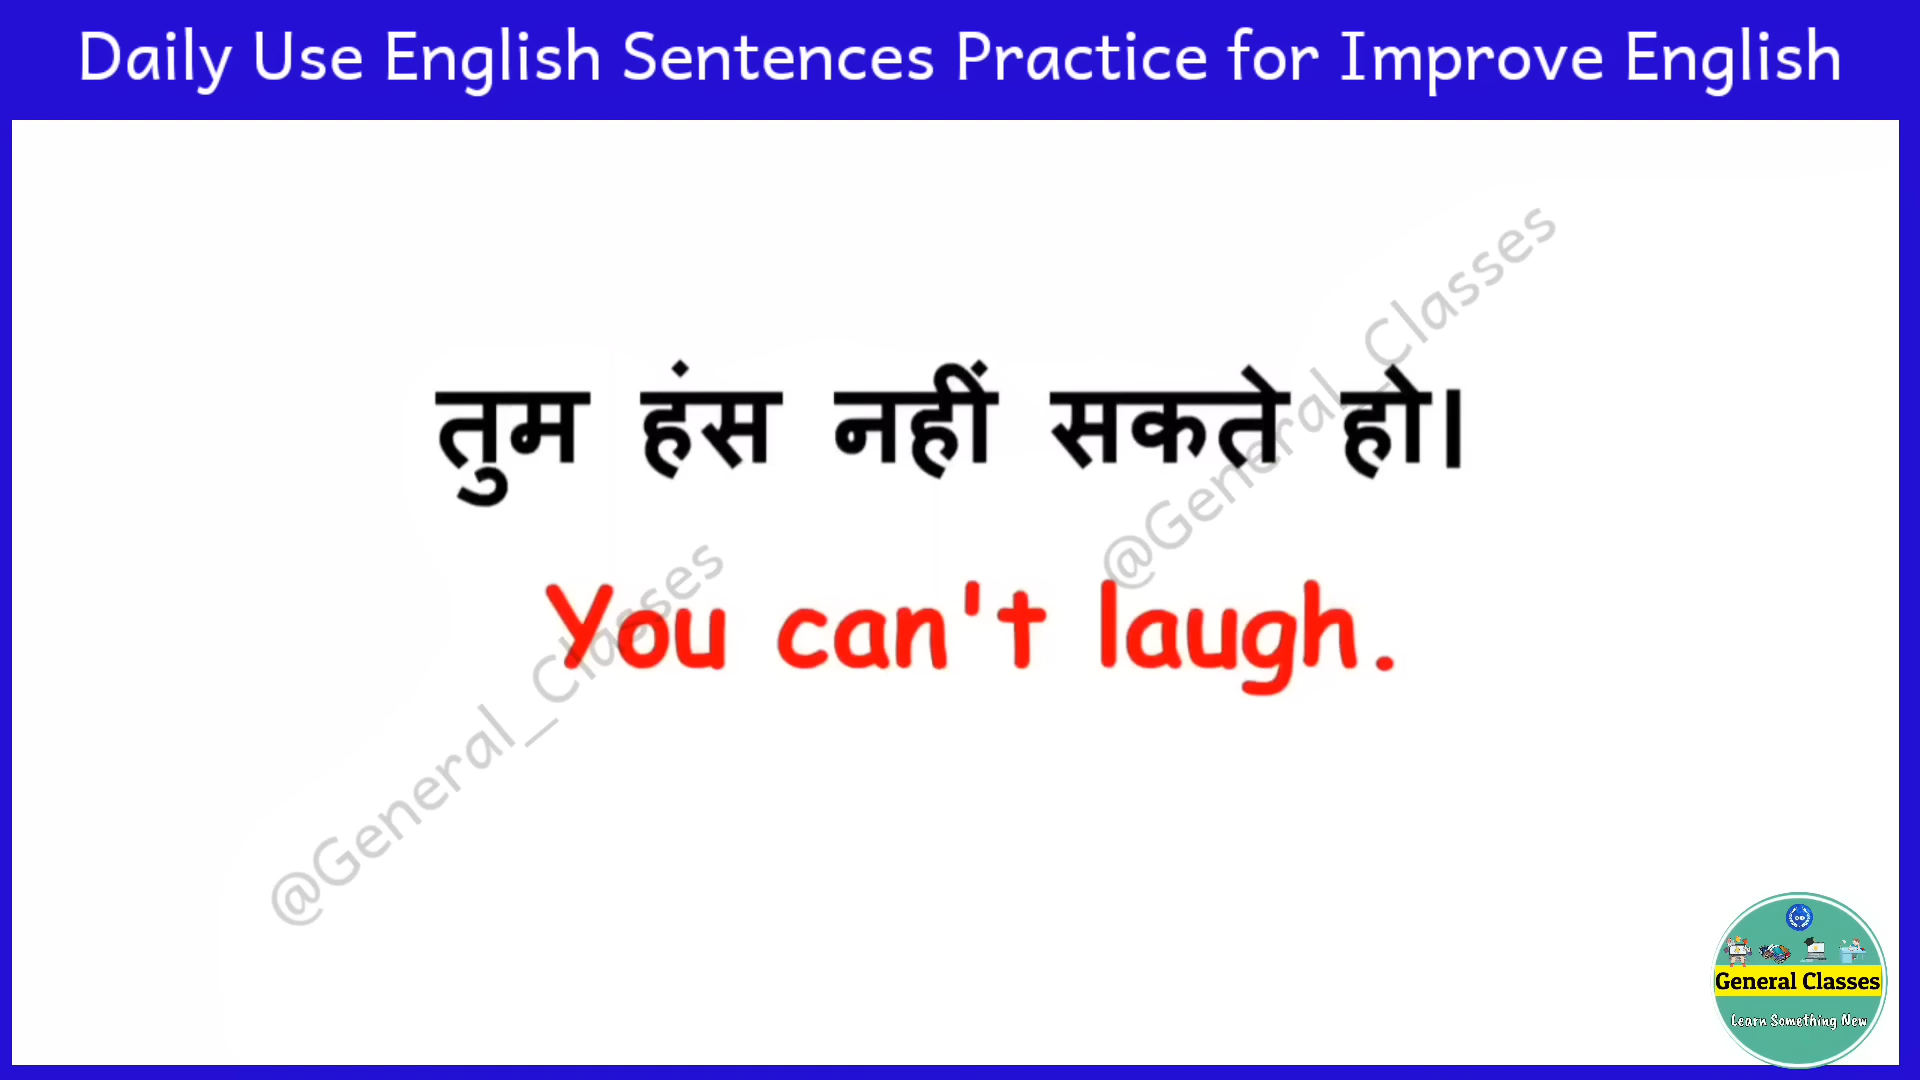 Daily Use English Sentences Practice for Improve English
तुम हंस नहीं सकते हो।
You can't laugh.
@General_Classes
@General_Classes
General Classes
Learn Something New